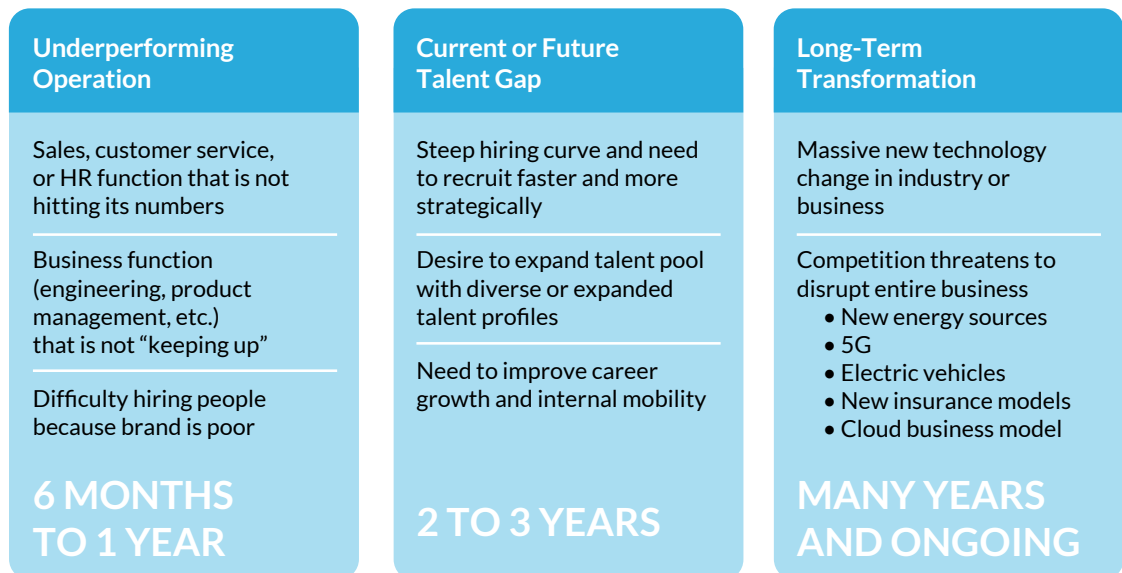 Underperforming
Operation
Sales, customer service,
or HR function that is not
hitting its numbers
Business function
(engineering, product
management, etc.)
that is not “keeping up”
Difficulty hiring people
because brand is poor
6 MONTHS
TO 1 YEAR
Current or Future
Talent Gap
Steep hiring curve and need
to recruit faster and more
strategically
Desire to expand talent pool
with diverse or expanded
talent profiles
Need to improve career
growth and internal mobility
2 TO 3 YEARS
Long-Term
Transformation
Massive new technology
change in industry or
business
Competition threatens to
disrupt entire business
• New energy sources
• 5G
• Electric vehicles
• New insurance models
• Cloud business model
MANY YEARS
AND ONGOING